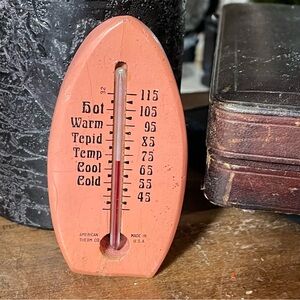 32
115
Hot 105
Warm 95
Tepid 85
Temp 75
Cool 65
Cold 55
45
AMERICAN MADE IN
THERM CO U.S.A